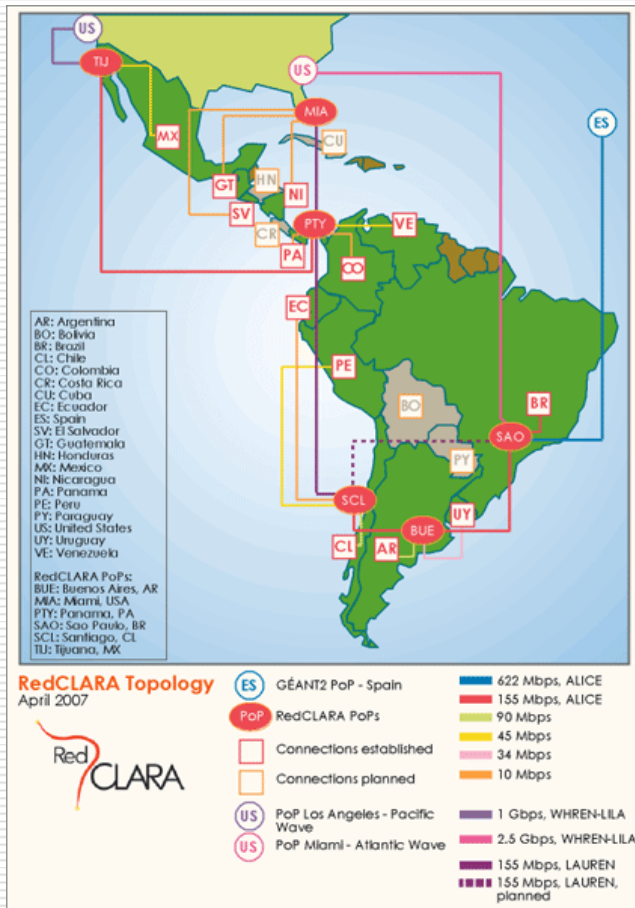 US
TIJ
US
MIA
ES
MX
CU
GT
HN
NI
SV
CR
PTY
VE
PA
CO
EC
PE
BO
BR
SAO
PY
SCL
UY
BUE
CL
AR
AR: Argentina
BO: Bolivia
BR: Brazil
CL: Chile
CO: Colombia
CR: Costa Rica
CU: Cuba
EC: Ecuador
ES: Spain
SV: El Salvador
GT: Guatemala
HN: Honduras
MX: Mexico
NI: Nicaragua
PA: Panama
PE: Peru
PY: Paraguay
US: United States
UY: Uruguay
VE: Venezuela
RedCLARA PoPs:
BUE: Buenos Aires, AR
MIA: Miami, USA
PTY: Panama, PA
SAO: Sao Paulo, BR
SCL: Santiago, CL
TIJ: Tijuana, MX
RedCLARA Topology
April 2007
Red
CLARA
ES GÉANT2 PoP - Spain
PoP RedCLARA PoPs
Connections established
Connections planned
US PoP Los Angeles - Pacific
Wave
US PoP Miami - Atlantic Wave
622 Mbps, ALICE
155 Mbps, ALICE
90 Mbps
45 Mbps
34 Mbps
10 Mbps
1 Gbps, WHREN-LILA
2.5 Gbps, WHREN-LILA
155 Mbps, LAUREN
155 Mbps, LAUREN,
planned